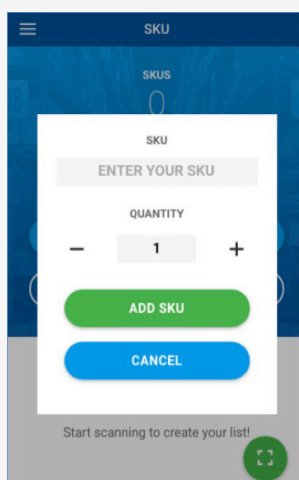 SKU
SKUS
0
SKU
ENTER YOUR SKU
QUANTITY
− 1 +
ADD SKU
CANCEL
Start scanning to create your list!